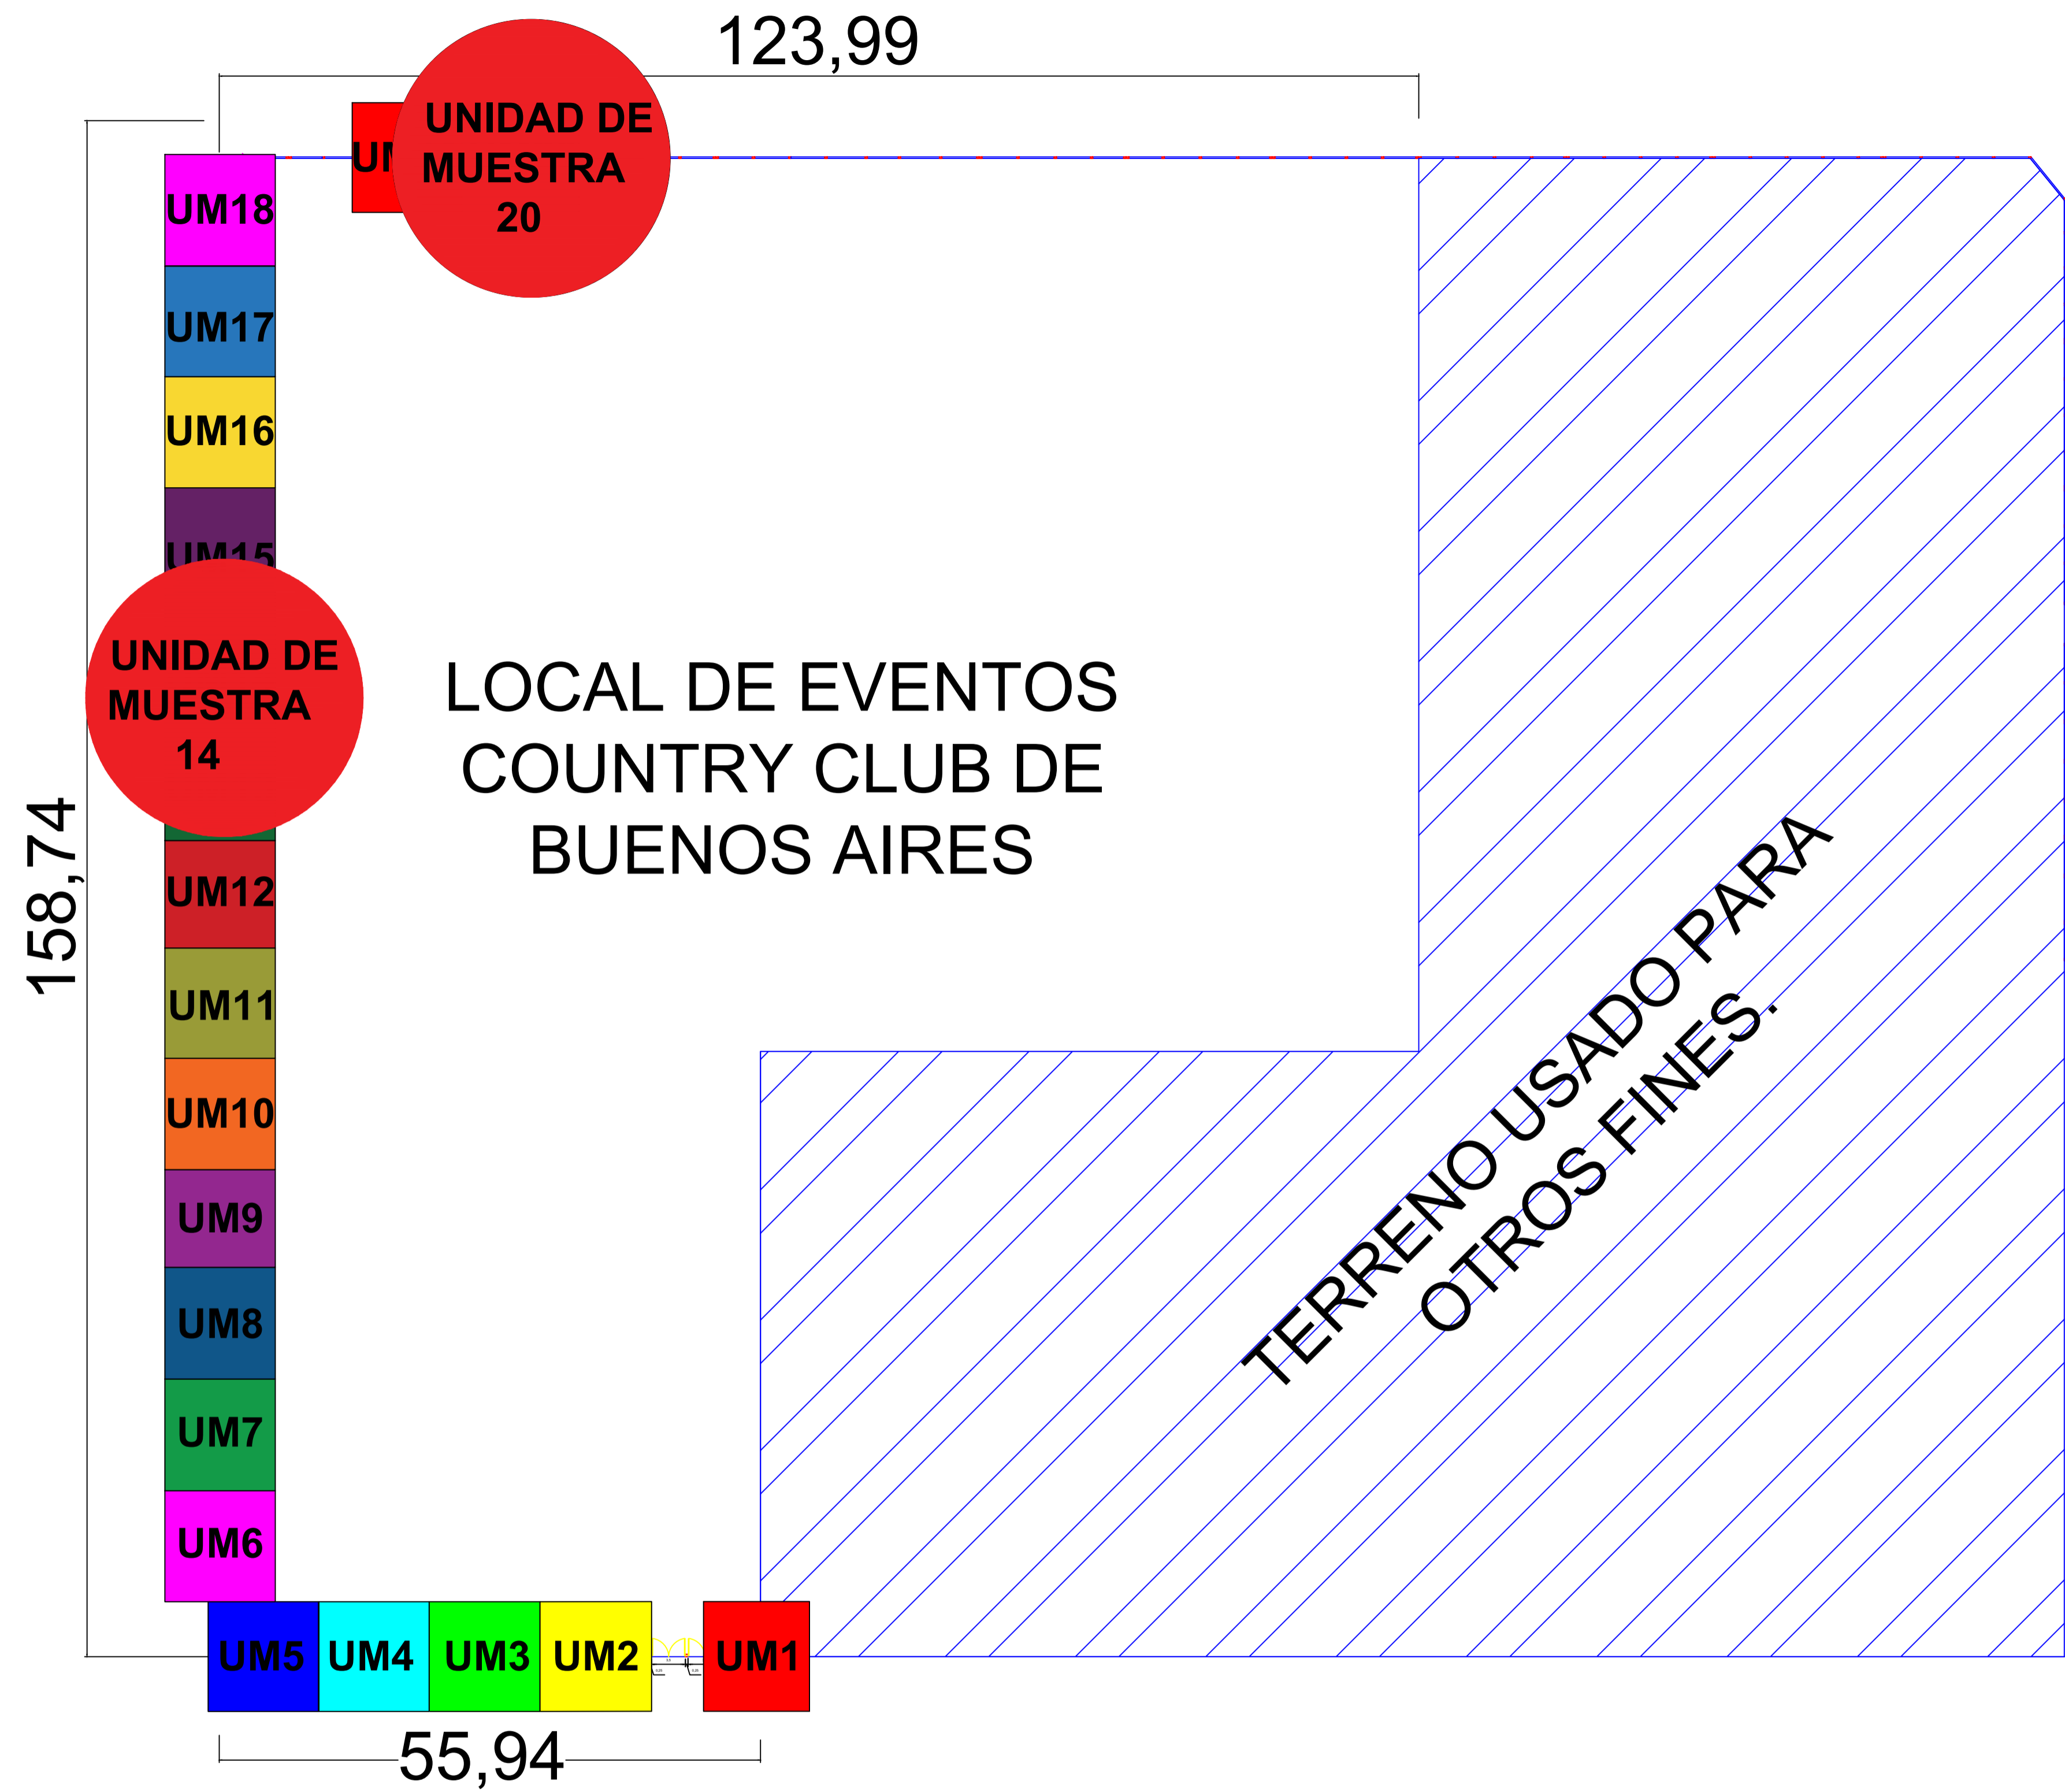 123,99
UNIDAD DE
MUESTRA
20
UM18
UM17
UM16
UM15
UNIDAD DE
MUESTRA
14
LOCAL DE EVENTOS
COUNTRY CLUB DE
BUENOS AIRES
158,74
UM12
UM11
UM10
TERRENO USADO PARA
OTROS FINES.
UM9
UM8
UM7
UM6
UM5
UM4
UM3
UM2
UM1
55,94